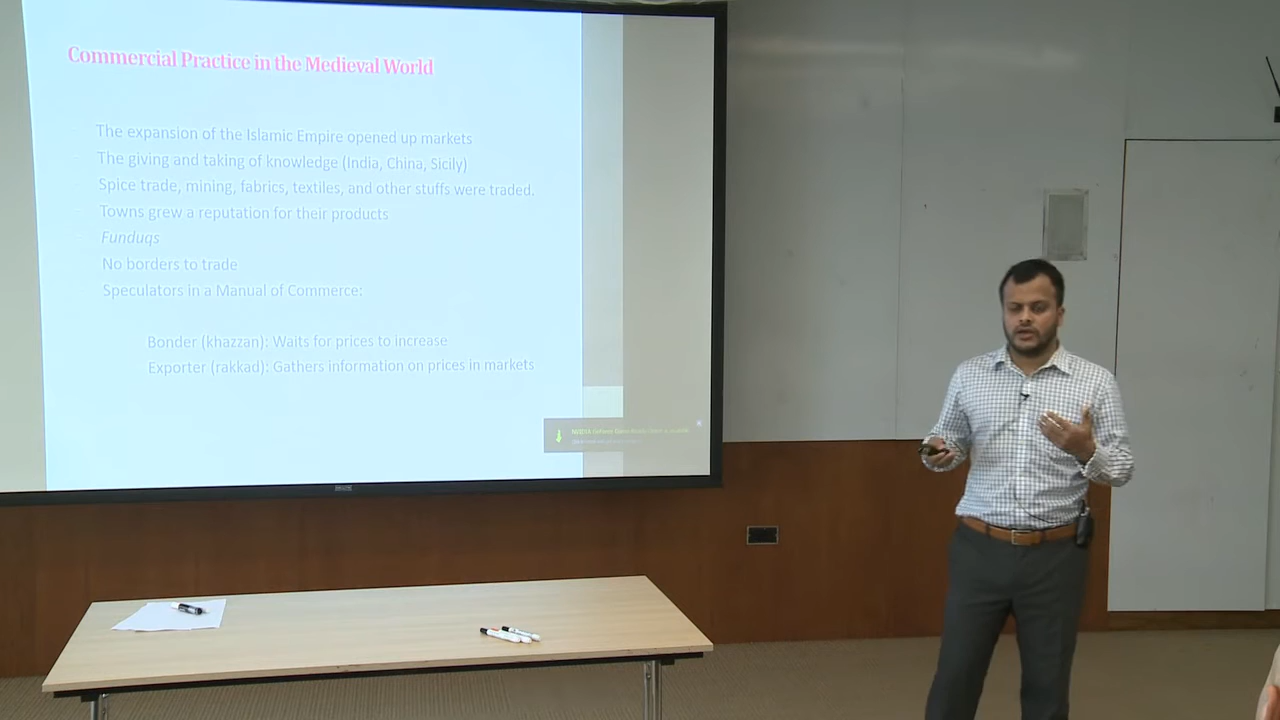 Commercial Practice in the Medieval World
- The expansion of the Islamic Empire opened up markets
- The giving and taking of knowledge (India, China, Sicily)
- Spice trade, mining, fabrics, textiles, and other stuffs were traded.
- Towns grew a reputation for their products
- Funduqs
No borders to trade
Speculators in a Manual of Commerce:
Bonder (khazzan): Waits for prices to increase
Exporter (rakkad): Gathers information on prices in markets